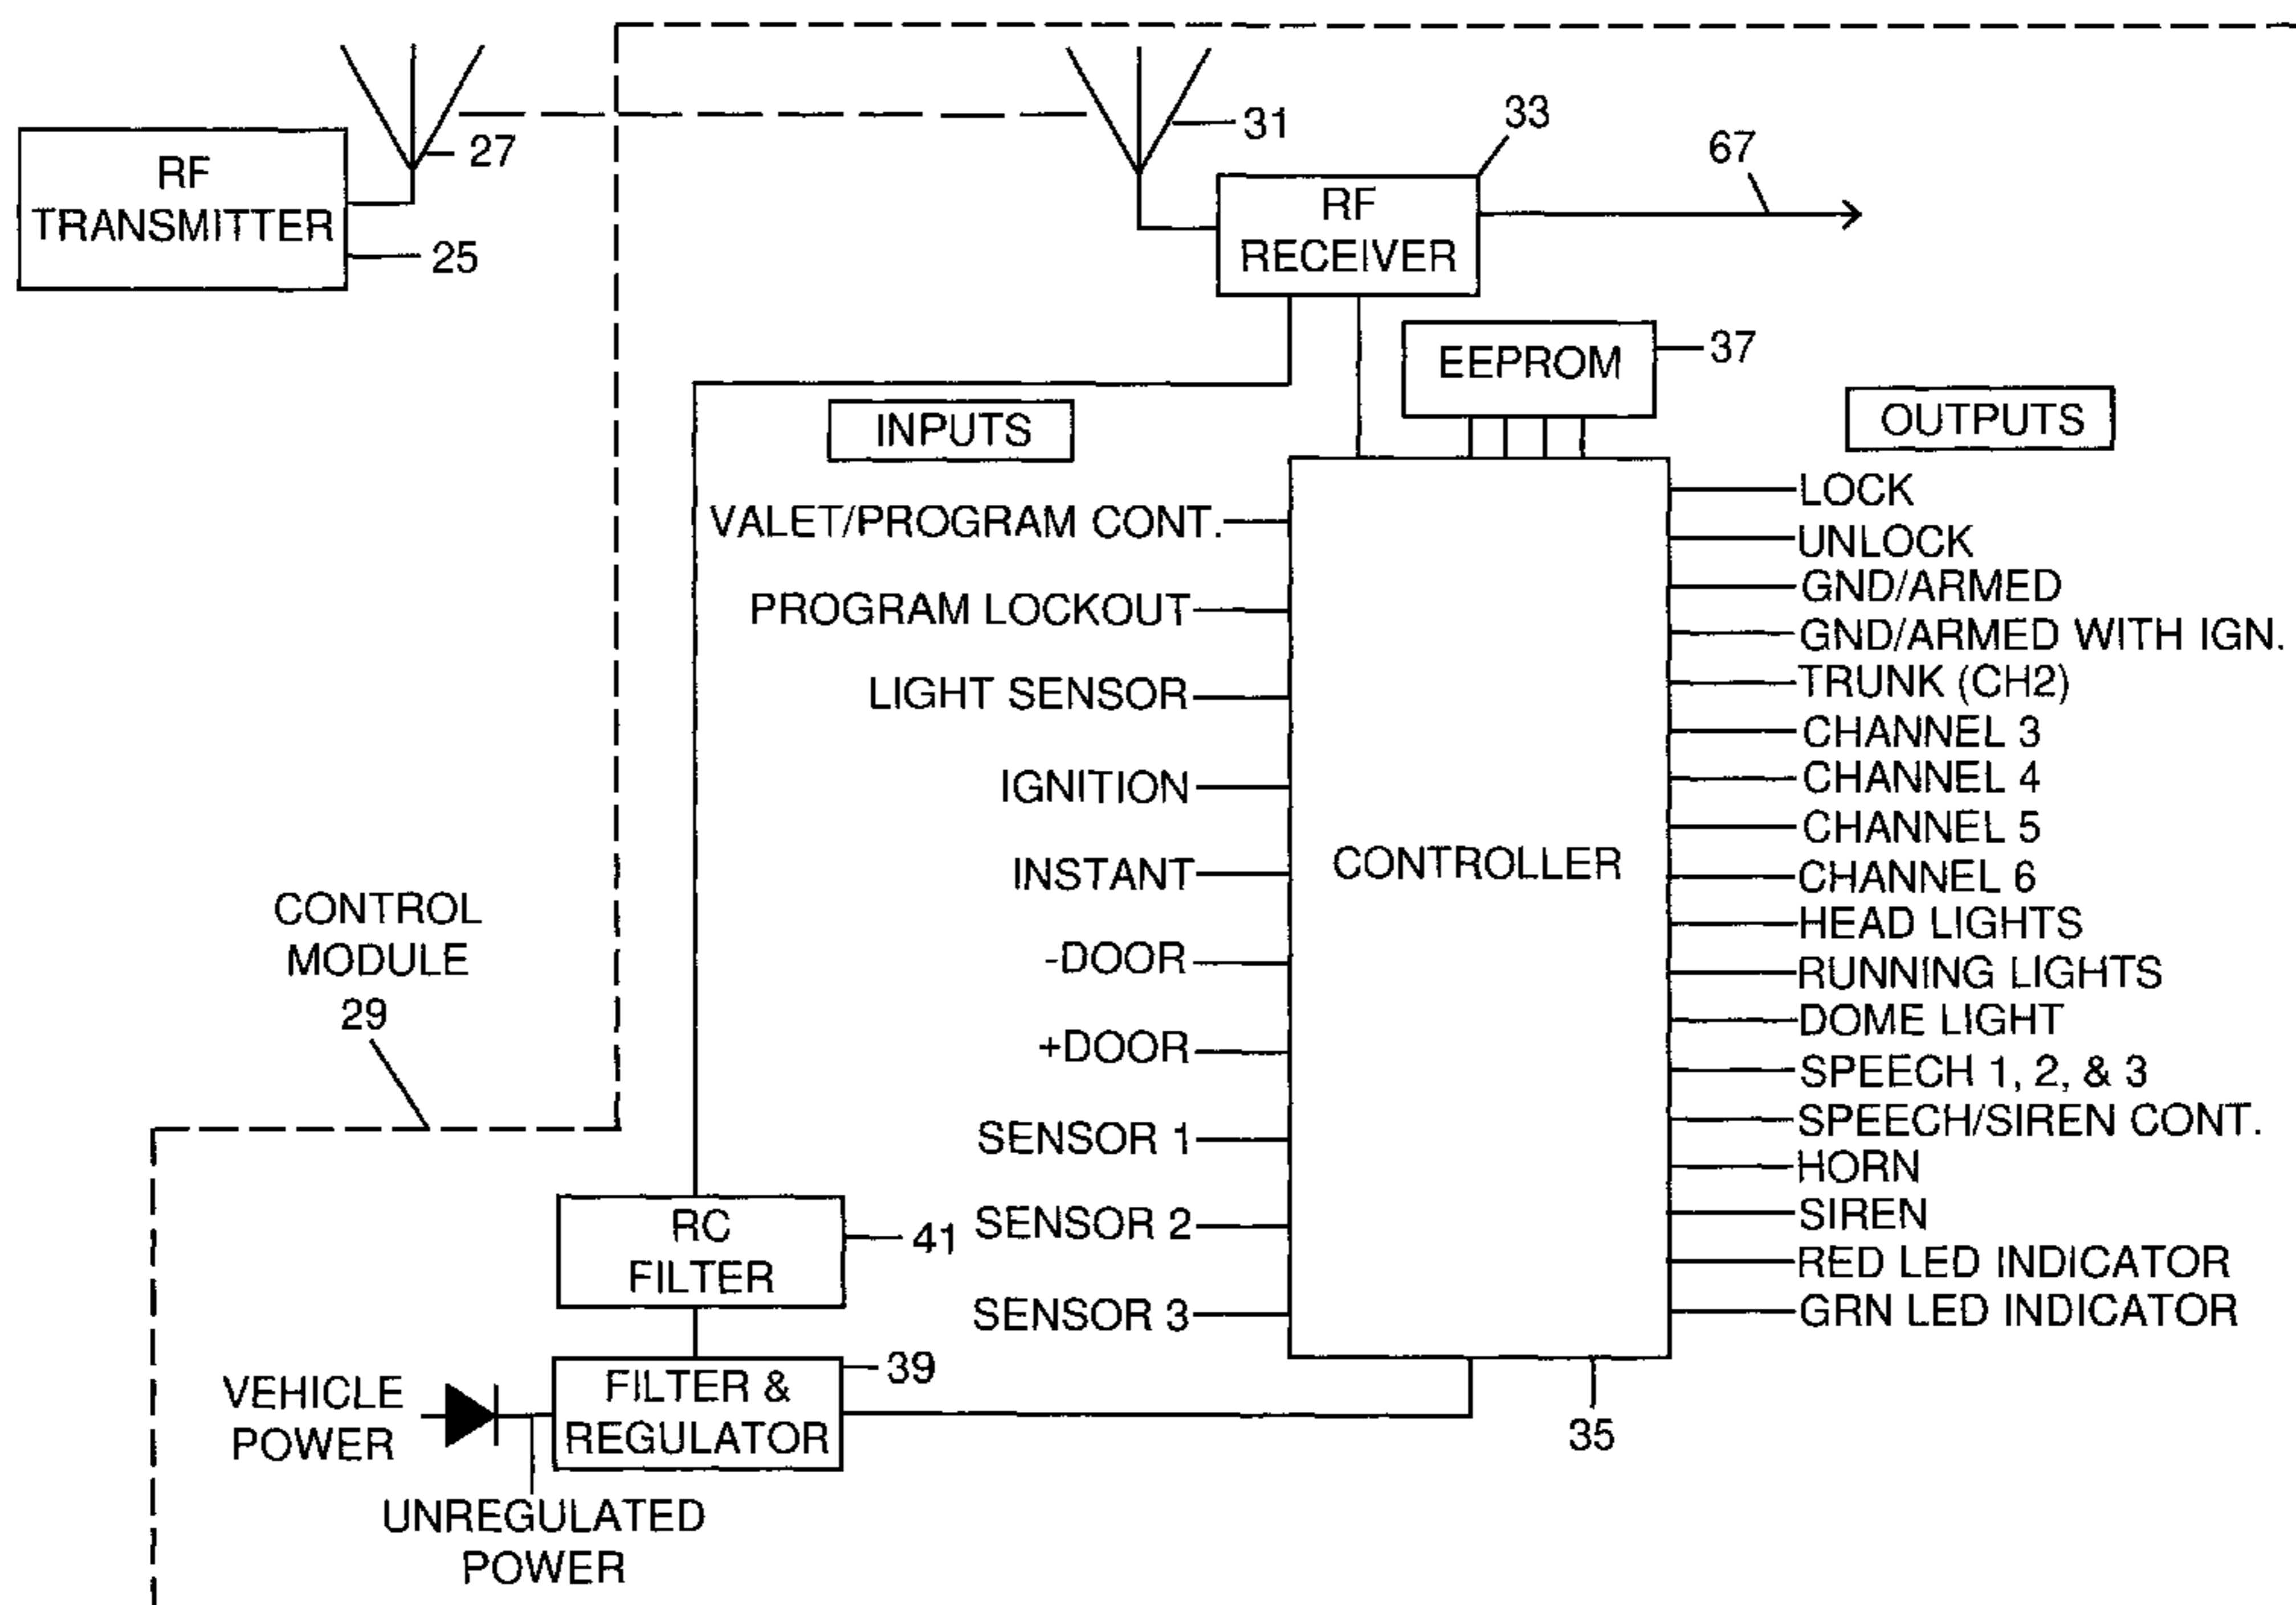 RF
TRANSMITTER
27
25
31
33
67
RF
RECEIVER
EEPROM
37
INPUTS
OUTPUTS
VALET/PROGRAM CONT.
PROGRAM LOCKOUT
LIGHT SENSOR
IGNITION
INSTANT
-DOOR
+DOOR
SENSOR 1
SENSOR 2
SENSOR 3
CONTROLLER
35
LOCK
UNLOCK
GND/ARMED
GND/ARMED WITH IGN.
TRUNK (CH2)
CHANNEL 3
CHANNEL 4
CHANNEL 5
CHANNEL 6
HEAD LIGHTS
RUNNING LIGHTS
DOME LIGHT
SPEECH 1, 2, & 3
SPEECH/SIREN CONT.
HORN
SIREN
RED LED INDICATOR
GRN LED INDICATOR
CONTROL
MODULE
29
RC
FILTER
41
FILTER &
REGULATOR
39
VEHICLE
POWER
UNREGULATED
POWER